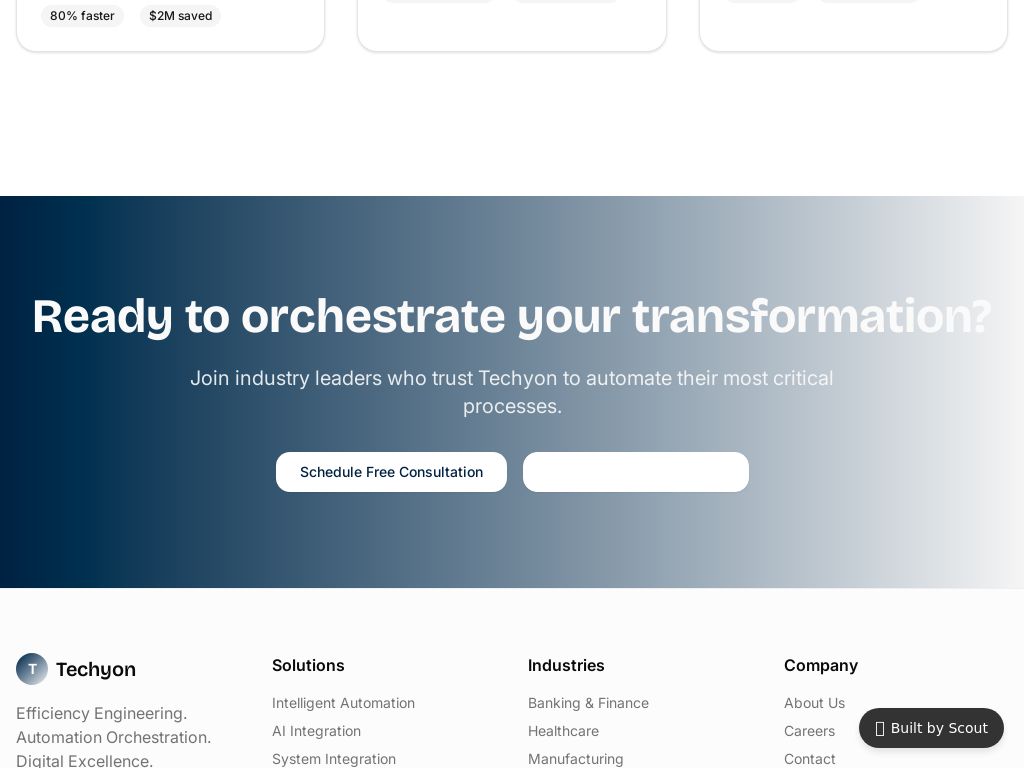 80% faster
$2M saved
Ready to orchestrate your transformation?
Join industry leaders who trust Techyon to automate their most critical
processes.
Schedule Free Consultation
T
Techyon
Efficiency Engineering.
Automation Orchestration.
Digital Excellence.
Solutions
Intelligent Automation
AI Integration
System Integration
Industries
Banking & Finance
Healthcare
Manufacturing
Company
About Us
Careers
Contact
Built by Scout